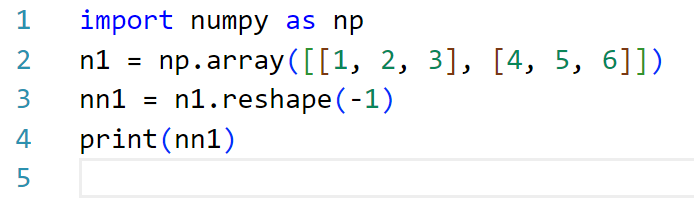 1 import numpy as np
2 n1 = np.array([[1, 2, 3], [4, 5, 6]])
3 nn1 = n1.reshape(-1)
4 print(nn1)
5